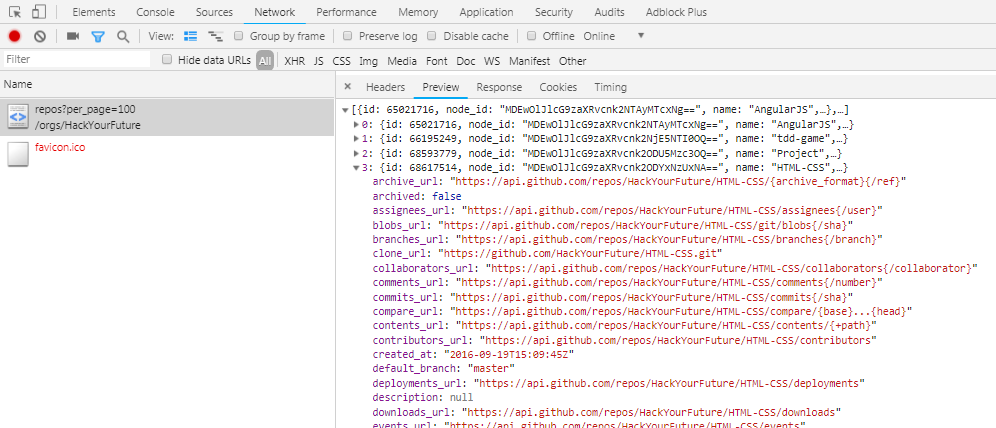 Elements Console Sources Network Performance Memory Application Security Audits Adblock Plus
View: Group by frame Preserve log Disable cache Offline Online
Filter Hide data URLs All XHR JS CSS Img Media Font Doc WS Manifest Other
Name
repos?per_page=100
/orgs/HackYourFuture
favicon.ico
× Headers Preview Response Cookies Timing
[{id: 65021716, node_id: "MDEwOlJlcG9zaXRvcnk2NTAyMTcxNg==", name: "AngularJS",…},…]
0: {id: 65021716, node_id: "MDEwOlJlcG9zaXRvcnk2NTAyMTcxNg==", name: "AngularJS",…}
1: {id: 66195249, node_id: "MDEwOlJlcG9zaXRvcnk2NjE5NTI0OQ==", name: "tdd-game",…}
2: {id: 68593779, node_id: "MDEwOlJlcG9zaXRvcnk2ODU5Mzc3OQ==", name: "Project",…}
3: {id: 68617514, node_id: "MDEwOlJlcG9zaXRvcnk2ODYxNzUxNA==", name: "HTML-CSS",…}
archive_url: "https://api.github.com/repos/HackYourFuture/HTML-CSS/{archive_format}{/ref}"
archived: false
assignees_url: "https://api.github.com/repos/HackYourFuture/HTML-CSS/assignees{/user}"
blobs_url: "https://api.github.com/repos/HackYourFuture/HTML-CSS/git/blobs{/sha}"
branches_url: "https://api.github.com/repos/HackYourFuture/HTML-CSS/branches{/branch}"
clone_url: "https://github.com/HackYourFuture/HTML-CSS.git"
collaborators_url: "https://api.github.com/repos/HackYourFuture/HTML-CSS/collaborators{/collaborator}"
comments_url: "https://api.github.com/repos/HackYourFuture/HTML-CSS/comments{/number}"
commits_url: "https://api.github.com/repos/HackYourFuture/HTML-CSS/commits{/sha}"
compare_url: "https://api.github.com/repos/HackYourFuture/HTML-CSS/compare/{base}...{head}"
contents_url: "https://api.github.com/repos/HackYourFuture/HTML-CSS/contents/{+path}"
contributors_url: "https://api.github.com/repos/HackYourFuture/HTML-CSS/contributors"
created_at: "2016-09-19T15:09:45Z"
default_branch: "master"
deployments_url: "https://api.github.com/repos/HackYourFuture/HTML-CSS/deployments"
description: null
downloads_url: "https://api.github.com/repos/HackYourFuture/HTML-CSS/downloads"
events_url: "https://api.github.com/repos/HackYourFuture/HTML-CSS/events"